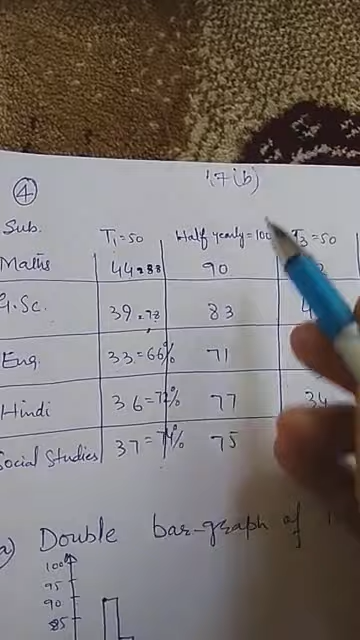 17(b)
4
Sub. T1=50 Half yearly=100 T3=50
Maths 44=88 90
G.Sc. 39=78 83
Eng. 33=66% 71
Hindi 36=72% 77 34
Social Studies 37=74% 75
a) Double bar-graph of
100
95
90
85